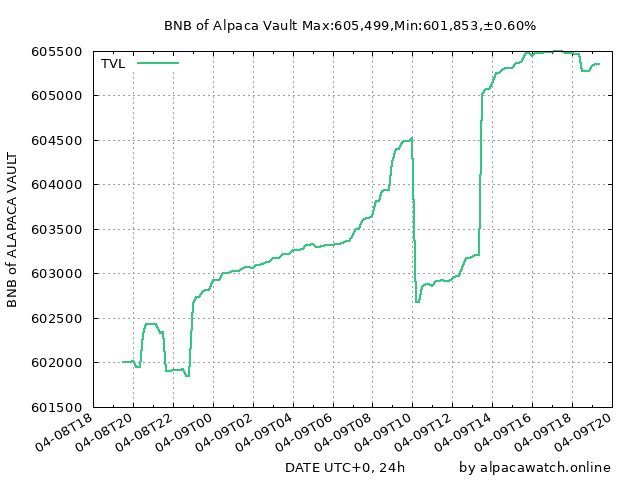 BNB of Alpaca Vault Max:605,499,Min:601,853,±0.60%
TVL
605500
605000
604500
604000
603500
603000
602500
602000
601500
BNB of ALAPACA VAULT
04-08T18
04-08T20
04-08T22
04-09T00
04-09T02
04-09T04
04-09T06
04-09T08
04-09T10
04-09T12
04-09T14
04-09T16
04-09T18
04-09T20
DATE UTC+0, 24h
by alpacawatch.online